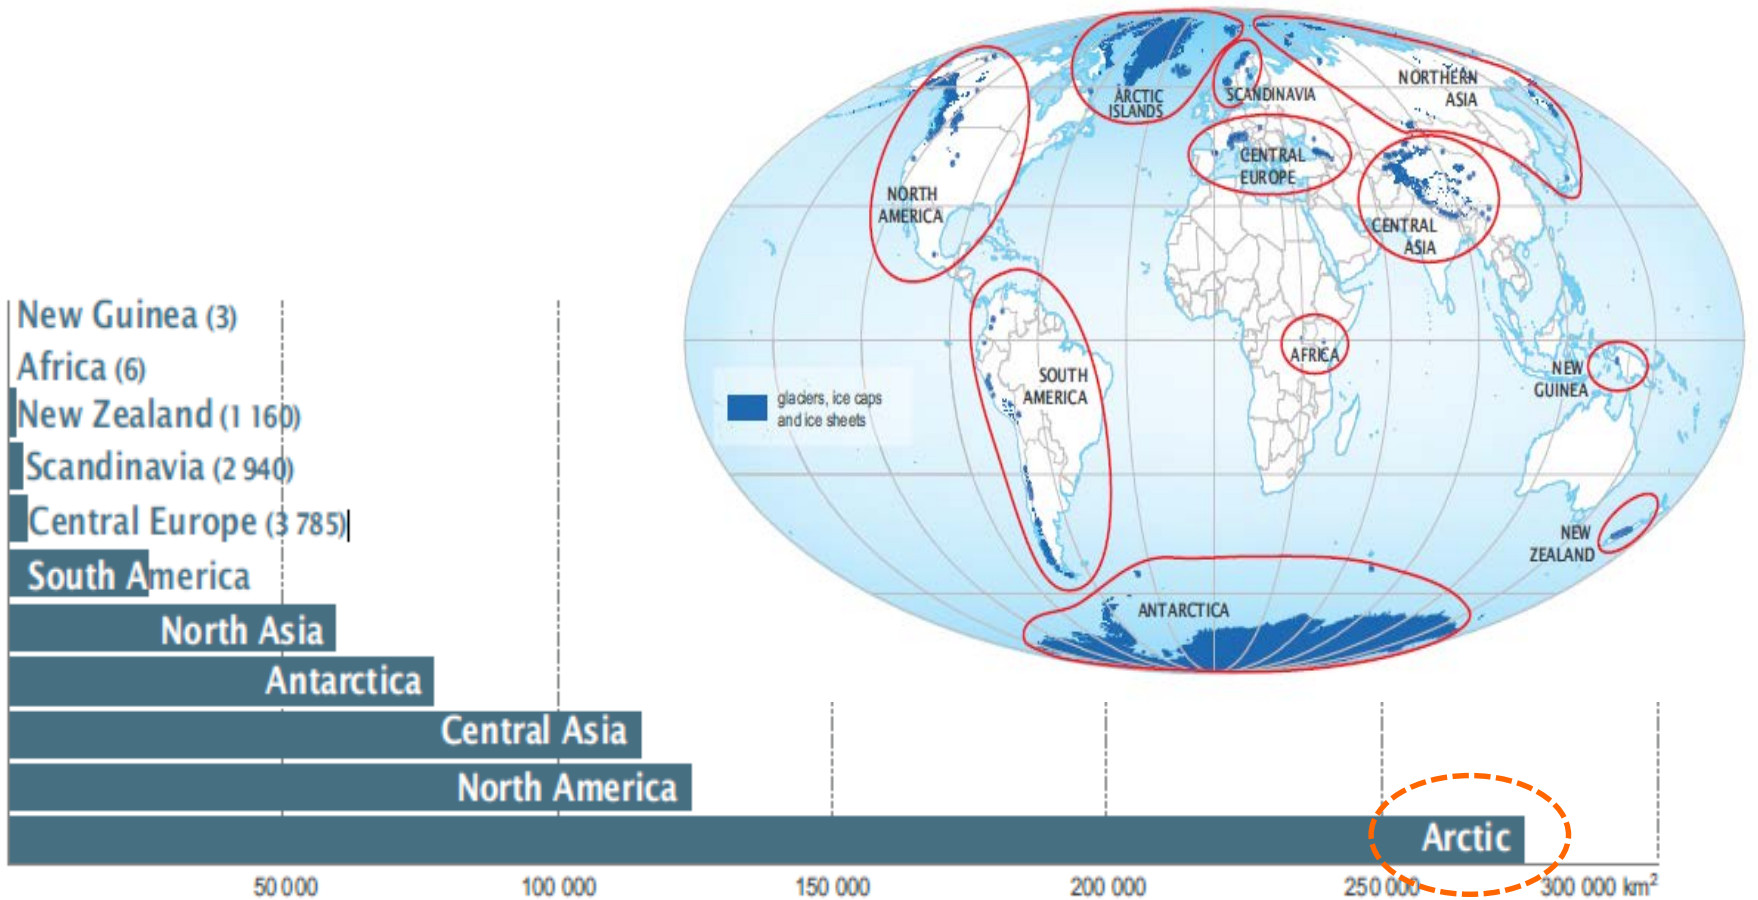 New Guinea (3)
Africa (6)
New Zealand (1 160)
Scandinavia (2 940)
Central Europe (3 785)
South America
North Asia
Antarctica
Central Asia
North America
Arctic
50 000
100 000
150 000
200 000
250 000
300 000 km²
ARCTIC
ISLANDS
SCANDINAVIA
NORTHERN
ASIA
CENTRAL
EUROPE
NORTH
AMERICA
CENTRAL
ASIA
AFRICA
SOUTH
AMERICA
NEW
GUINEA
glaciers, ice caps
and ice sheets
NEW
ZEALAND
ANTARCTICA